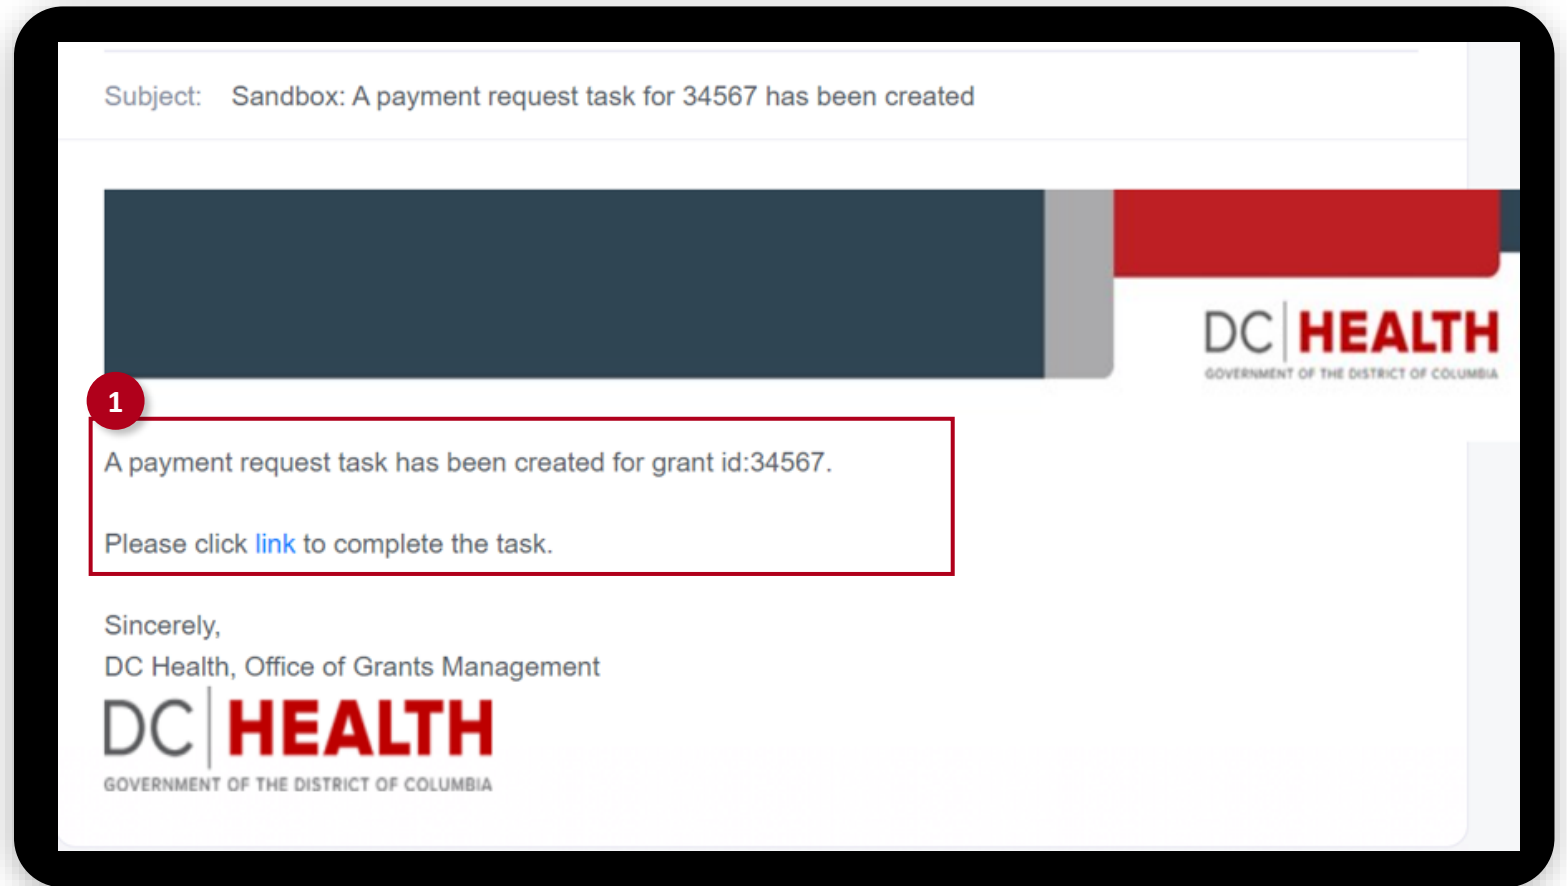 Subject: Sandbox: A payment request task for 34567 has been created
DC HEALTH
GOVERNMENT OF THE DISTRICT OF COLUMBIA
1
A payment request task has been created for grant id:34567.
Please click link to complete the task.
Sincerely,
DC Health, Office of Grants Management
DC HEALTH
GOVERNMENT OF THE DISTRICT OF COLUMBIA